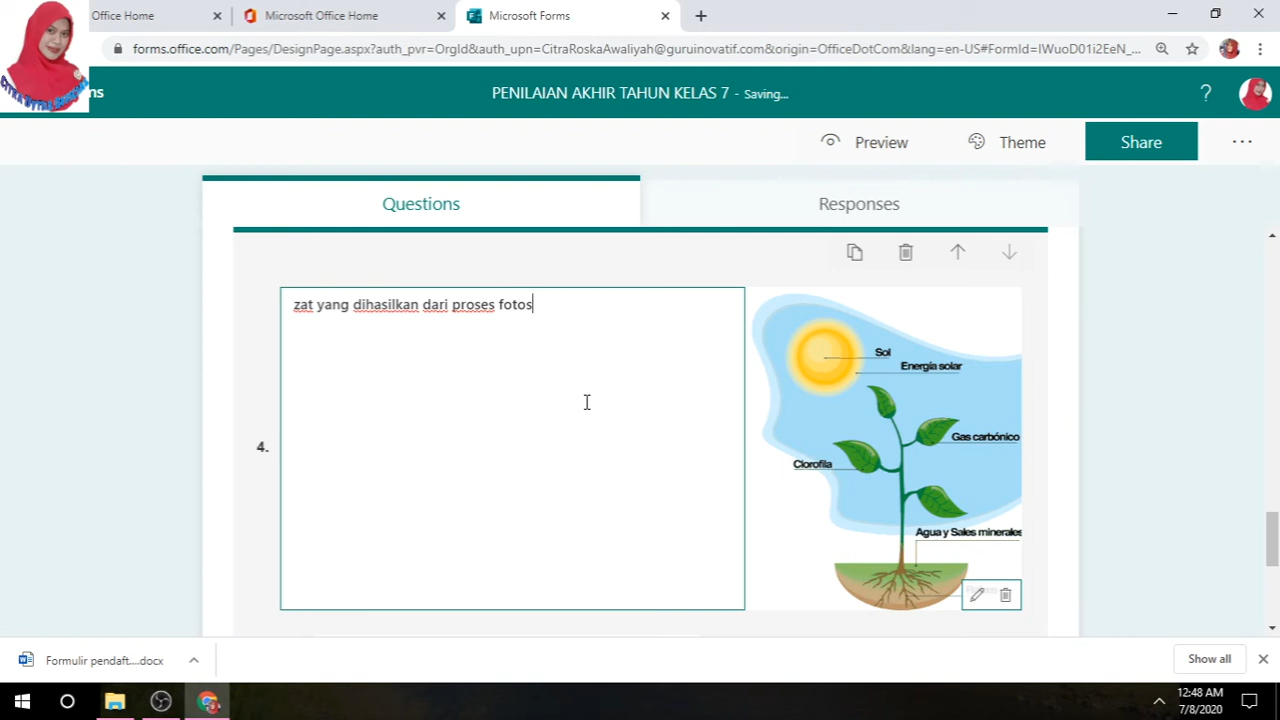 Office Home
Microsoft Office Home
Microsoft Forms
forms.office.com/Pages/DesignPage.aspx?auth_pvr=OrgId&auth_upn=CitraRoskaAwaliyah@guruinovatif.com&origin=OfficeDotCom&lang=en-US#FormId=IWuoD01i2EeN_...
ns
PENILAIAN AKHIR TAHUN KELAS 7 - Saving...
?
Preview
Theme
Share
Questions
Responses
zat yang dihasilkan dari proses fotos
4.
Sol
Energía solar
Gas carbónico
Clorofila
Agua y Sales minerales
Formulir pendaft....docx
Show all
12:48 AM
7/8/2020